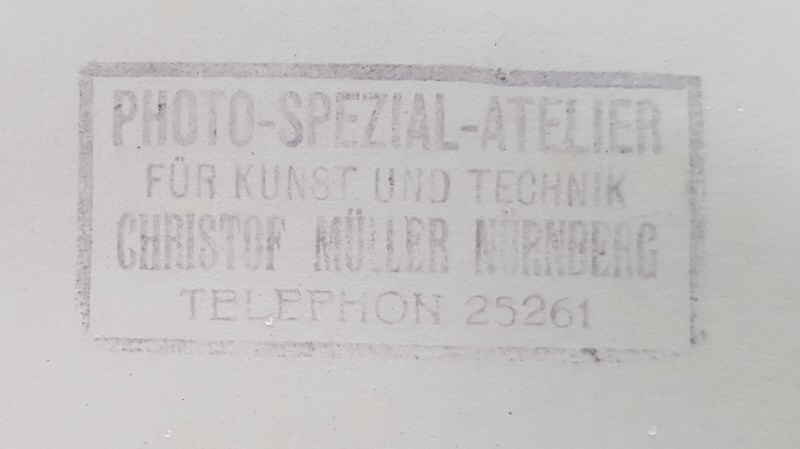 PHOTO-SPEZIAL-ATELIER
FÜR KUNST UND TECHNIK
CHRISTOF MÜLLER NÜRNBERG
TELEPHON 25261